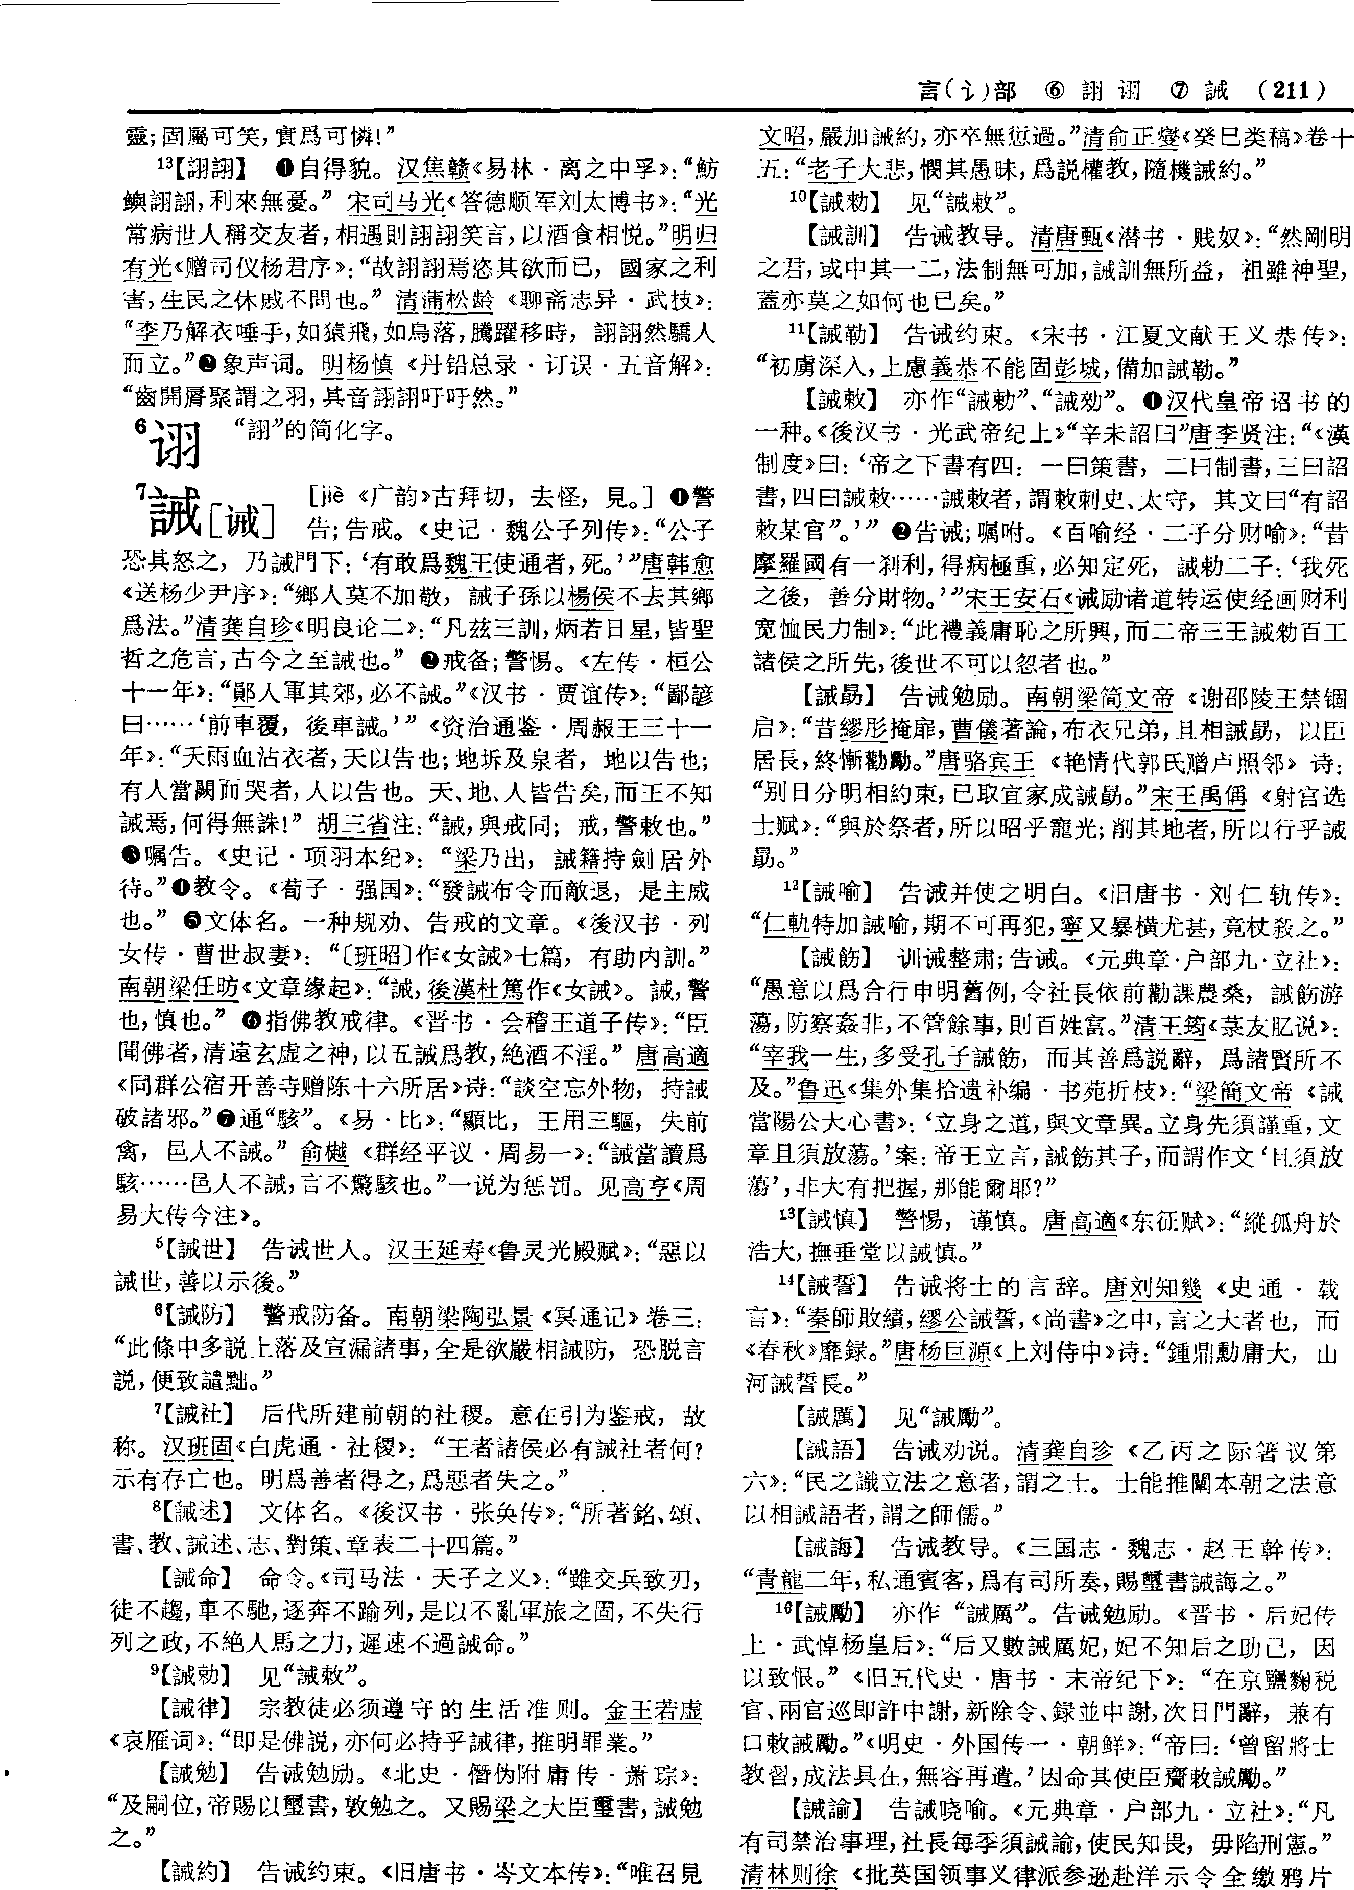 言(讠)部　⑥ 詡 诩　⑦ 誡　(211)
靈;固屬可笑,實爲可憐!”
13【詡詡】　❶自得貌。汉焦赣《易林·离之中孚》:“魴
鱮詡詡,利來無憂。”宋司马光《答德顺军刘太博书》:“光
常病世人稱交友者,相遇則詡詡笑言,以酒食相悦。”明归
有光《赠司仪杨君序》:“故詡詡焉恣其欲而已,國家之利
害,生民之休戚不問也。”清蒲松龄《聊斋志异·武技》:
“李乃解衣唾手,如猿飛,如鳥落,騰躍移時,詡詡然驕人
而立。”❷象声词。明杨慎《丹铅总录·订误·五音解》:
“齒開脣聚謂之羽,其音詡詡吁吁然。”
6诩　“詡”的简化字。
7誡[诫]　[jiè《广韵》古拜切,去怪,見。]❶警
告;告戒。《史记·魏公子列传》:“公子
恐其怒之,乃誡門下:‘有敢爲魏王使通者,死。’”唐韩愈
《送杨少尹序》:“鄉人莫不加敬,誡子孫以楊侯不去其鄉
爲法。”清龚自珍《明良论二》:“凡兹三訓,炳若日星,皆聖
哲之危言,古今之至誡也。”❷戒备;警惕。《左传·桓公
十一年》:“鄖人軍其郊,必不誡。”《汉书·贾谊传》:“鄙諺
曰……‘前車覆,後車誡。’”《资治通鉴·周赧王三十一
年》:“天雨血沾衣者,天以告也;地坼及泉者,地以告也;
有人當闕而哭者,人以告也。天、地、人皆告矣,而王不知
誡焉,何得無誅!”胡三省注:“誡,與戒同;戒,警敕也。”
❸嘱告。《史记·项羽本纪》:“梁乃出,誡籍持劍居外
待。”❹教令。《荀子·强国》:“發誡布令而敵退,是主威
也。”❺文体名。一种规劝、告戒的文章。《後汉书·列
女传·曹世叔妻》:“〔班昭〕作《女誡》七篇,有助内訓。”
南朝梁任昉《文章缘起》:“誡,後漢杜篤作《女誡》。誡,警
也,慎也。”❻指佛教戒律。《晋书·会稽王道子传》:“臣
聞佛者,清遠玄虚之神,以五誡爲教,絶酒不淫。”唐高適
《同群公宿开善寺赠陈十六所居》诗:“談空忘外物,持誡
破諸邪。”❼通“駭”。《易·比》:“顯比,王用三驅,失前
禽,邑人不誡。”俞樾《群经平议·周易一》:“誡當讀爲
駭……邑人不誡,言不驚駭也。”一说为惩罚。见高亨《周
易大传今注》。
5【誡世】　告诫世人。汉王延寿《鲁灵光殿赋》:“惡以
誡世,善以示後。”
6【誡防】　警戒防备。南朝梁陶弘景《冥通记》卷三:
“此條中多説上落及宣漏諸事,全是欲嚴相誡防,恐脱言
説,便致譴黜。”
7【誡社】　后代所建前朝的社稷。意在引为鉴戒,故
称。汉班固《白虎通·社稷》:“王者諸侯必有誡社者何?
示有存亡也。明爲善者得之,爲惡者失之。”
8【誡述】　文体名。《後汉书·张奂传》:“所著銘、頌、
書、教、誡述、志、對策、章表二十四篇。”
【誡命】　命令。《司马法·天子之义》:“雖交兵致刃,
徒不趨,車不馳,逐奔不踰列,是以不亂軍旅之固,不失行
列之政,不絶人馬之力,遲速不過誡命。”
9【誡勑】　见“誡敕”。
【誡律】　宗教徒必须遵守的生活准则。金王若虚
《哀雁词》:“即是佛説,亦何必持乎誡律,推明罪業。”
【誡勉】　告诫勉励。《北史·僭伪附庸传·萧琮》:
“及嗣位,帝賜以璽書,敦勉之。又賜梁之大臣璽書,誡勉
之。”
【誡約】　告诫约束。《旧唐书·岑文本传》:“唯召見
文昭,嚴加誡約,亦卒無愆過。”清俞正燮《癸巳类稿》卷十
五:“老子大悲,憫其愚昧,爲説權教,隨機誡約。”
10【誡勅】　见“誡敕”。
【誡訓】　告诫教导。清唐甄《潜书·贱奴》:“然剛明
之君,或中其一二,法制無可加,誡訓無所益,祖雖神聖,
蓋亦莫之如何也已矣。”
11【誡勒】　告诫约束。《宋书·江夏文献王义恭传》:
“初虜深入,上慮義恭不能固彭城,備加誡勒。”
【誡敕】　亦作“誡勅”、“誡勑”。❶汉代皇帝诏书的
一种。《後汉书·光武帝纪上》“辛未詔曰”唐李贤注:“《漢
制度》曰:‘帝之下書有四:一曰策書,二曰制書,三曰詔
書,四曰誡敕……誡敕者,謂敕刺史、太守,其文曰“有詔
敕某官”。’”❷告诫;嘱咐。《百喻经·二子分财喻》:“昔
摩羅國有一刹利,得病極重,必知定死,誡勅二子:‘我死
之後,善分財物。’”宋王安石《诫励诸道转运使经画财利
宽恤民力制》:“此禮義廉恥之所興,而二帝三王誡勑百工
諸侯之所先,後世不可以忽者也。”
【誡勗】　告诫勉励。南朝梁简文帝《谢邵陵王禁锢
启》:“昔繆彤掩扉,曹儀著論,布衣兄弟,且相誡勗,以臣
居長,終慚勸勵。”唐骆宾王《艳情代郭氏赠卢照邻》诗:
“别日分明相約束,已取宜家成誡勗。”宋王禹偁《射宫选
士赋》:“與於祭者,所以昭乎寵光;削其地者,所以行乎誡
勗。”
12【誡喻】　告诫并使之明白。《旧唐书·刘仁轨传》:
“仁軌特加誡喻,期不可再犯,寧又暴横尤甚,竟杖殺之。”
【誡飭】　训诫整肃;告诫。《元典章·户部九·立社》:
“愚意以爲合行申明舊例,令社長依前勸課農桑,誡飭游
蕩,防察姦非,不管餘事,則百姓富。”清王筠《菉友肊说》:
“宰我一生,多受孔子誡飭,而其善爲説辭,爲諸賢所不
及。”鲁迅《集外集拾遗补编·书苑折枝》:“梁簡文帝《誡
當陽公大心書》:‘立身之道,與文章異。立身先須謹重,文
章且須放蕩。’案:帝王立言,誡飭其子,而謂作文‘且須放
蕩’,非大有把握,那能爾耶?”
13【誡慎】　警惕,谨慎。唐高適《东征赋》:“縱孤舟於
浩大,撫垂堂以誡慎。”
14【誡誓】　告诫将士的言辞。唐刘知幾《史通·载
言》:“秦師敗績,繆公誡誓,《尚書》之中,言之大者也,而
《春秋》靡録。”唐杨巨源《上刘侍中》诗:“鍾鼎勳庸大,山
河誡誓長。”
【誡厲】　见“誡勵”。
【誡語】　告诫劝说。清龚自珍《乙丙之际箸议第
六》:“民之識立法之意者,謂之士。士能推闡本朝之法意
以相誡語者,謂之師儒。”
【誡誨】　告诫教导。《三国志·魏志·赵王幹传》:
“青龍二年,私通賓客,爲有司所奏,賜璽書誡誨之。”
16【誡勵】　亦作“誡厲”。告诫勉励。《晋书·后妃传
上·武悼杨皇后》:“后又數誡厲妃,妃不知后之助己,因
以致恨。”《旧五代史·唐书·末帝纪下》:“在京鹽麴税
官、兩官巡即許中謝,新除令、録並中謝,次日門辭,兼有
口敕誡勵。”《明史·外国传一·朝鲜》:“帝曰:‘曾留將士
教習,成法具在,無容再遣。’因命其使臣齎敕誡勵。”
【誡諭】　告诫晓喻。《元典章·户部九·立社》:“凡
有司禁治事理,社長每季須誡諭,使民知畏,毋陷刑憲。”
清林则徐《批英国领事义律派参逊赴洋示令全缴鸦片